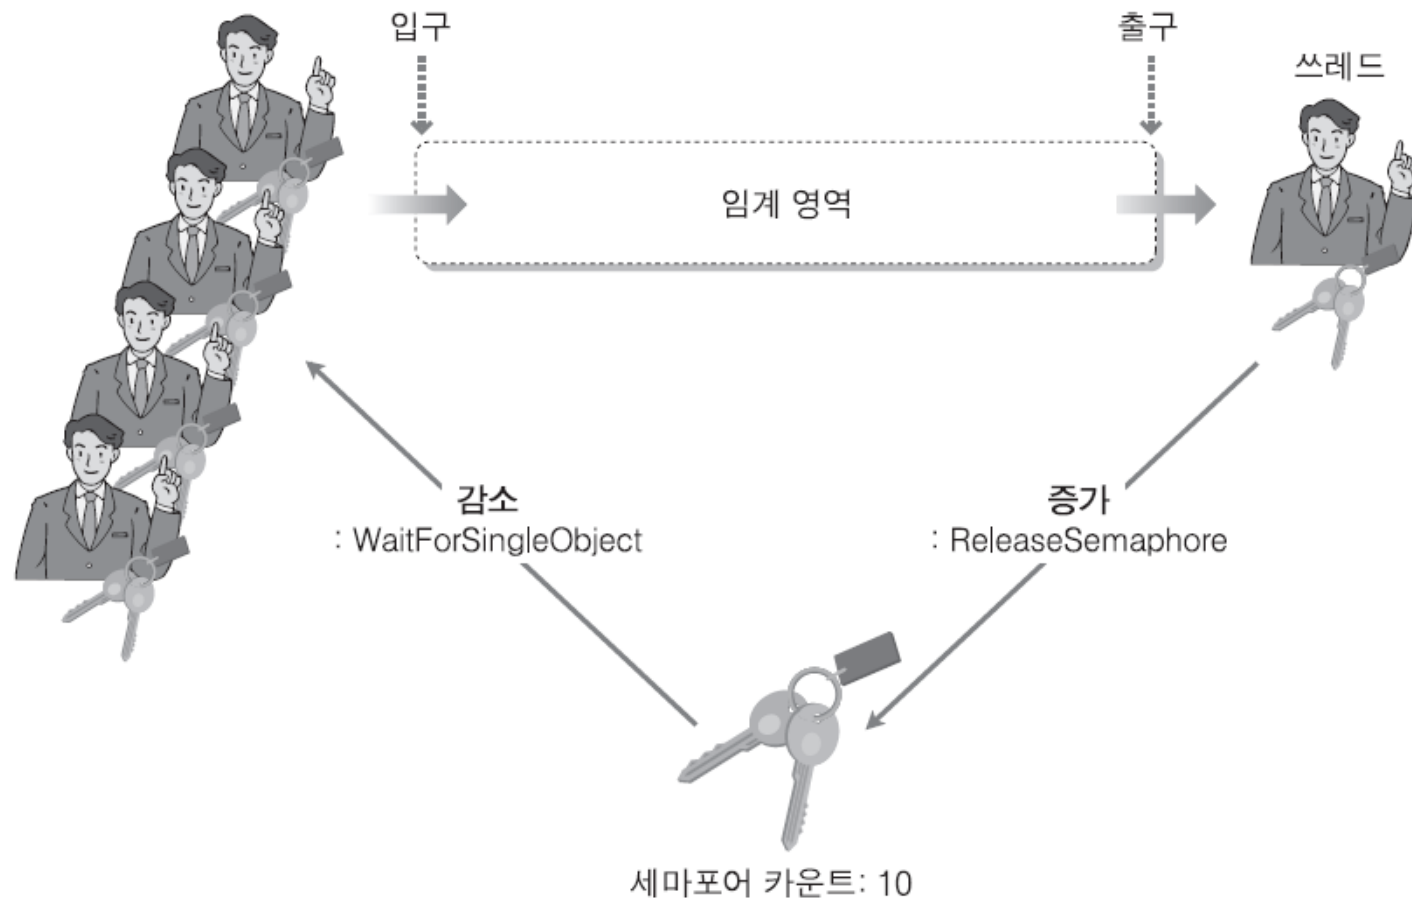 입구
출구
쓰레드
임계 영역
감소
: WaitForSingleObject
증가
: ReleaseSemaphore
세마포어 카운트: 10